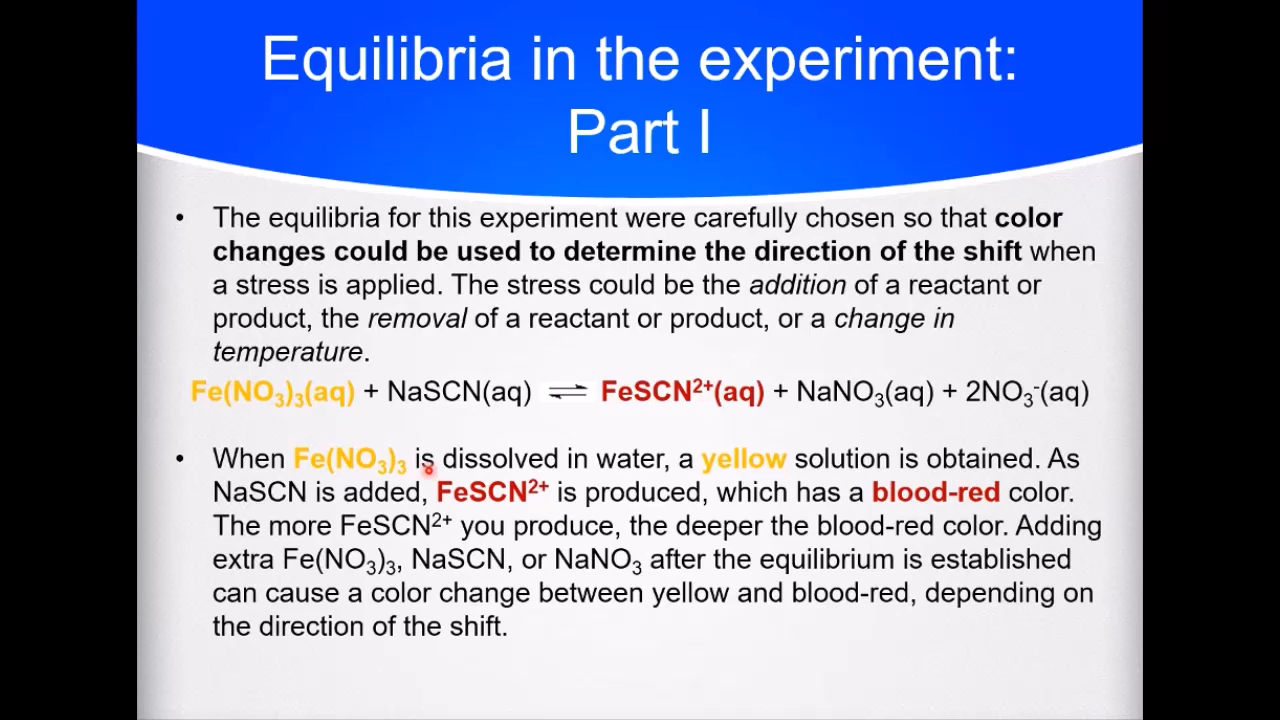 Equilibria in the experiment:
Part I
• The equilibria for this experiment were carefully chosen so that color
changes could be used to determine the direction of the shift when
a stress is applied. The stress could be the addition of a reactant or
product, the removal of a reactant or product, or a change in
temperature.
Fe(NO₃)₃(aq) + NaSCN(aq) ⇌ FeSCN²⁺(aq) + NaNO₃(aq) + 2NO₃⁻(aq)
• When Fe(NO₃)₃ is dissolved in water, a yellow solution is obtained. As
NaSCN is added, FeSCN²⁺ is produced, which has a blood-red color.
The more FeSCN²⁺ you produce, the deeper the blood-red color. Adding
extra Fe(NO₃)₃, NaSCN, or NaNO₃ after the equilibrium is established
can cause a color change between yellow and blood-red, depending on
the direction of the shift.